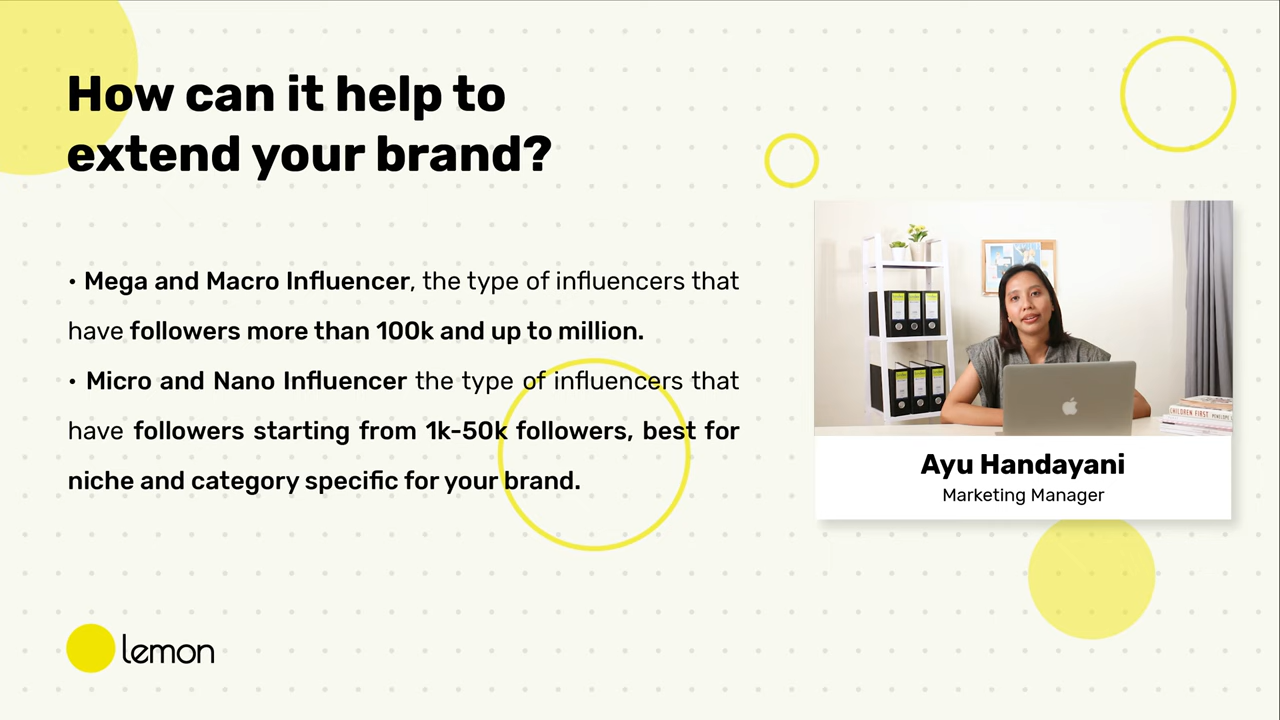 How can it help to
extend your brand?
• Mega and Macro Influencer, the type of influencers that
have followers more than 100k and up to million.
• Micro and Nano Influencer the type of influencers that
have followers starting from 1k-50k followers, best for
niche and category specific for your brand.
CHILDREN FIRST
Ayu Handayani
Marketing Manager
lemon